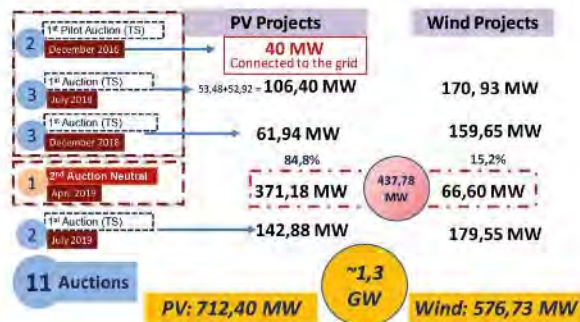 PV Projects
Wind Projects
2
1st Pilot Auction (TS)
December 2016
40 MW
Connected to the grid
3
1st Auction (TS)
July 2018
53,48+52,92 = 106,40 MW
170, 93 MW
3
1st Auction (TS)
December 2018
61,94 MW
159,65 MW
84,8%
15,2%
1
2nd Auction Neutral
April 2019
371,18 MW
437,78
MW
66,60 MW
2
1st Auction (TS)
July 2019
142,88 MW
179,55 MW
11 Auctions
~1,3
GW
PV: 712,40 MW
Wind: 576,73 MW